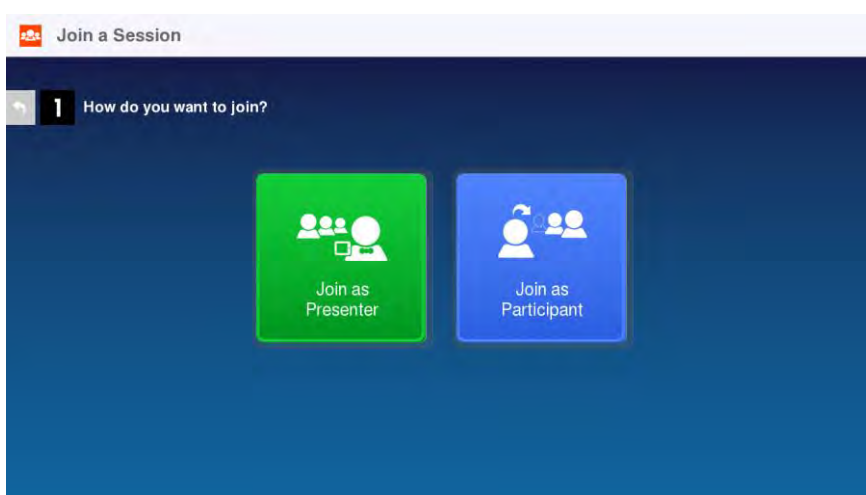 Join a Session
1 How do you want to join?
Join as
Presenter
Join as
Participant